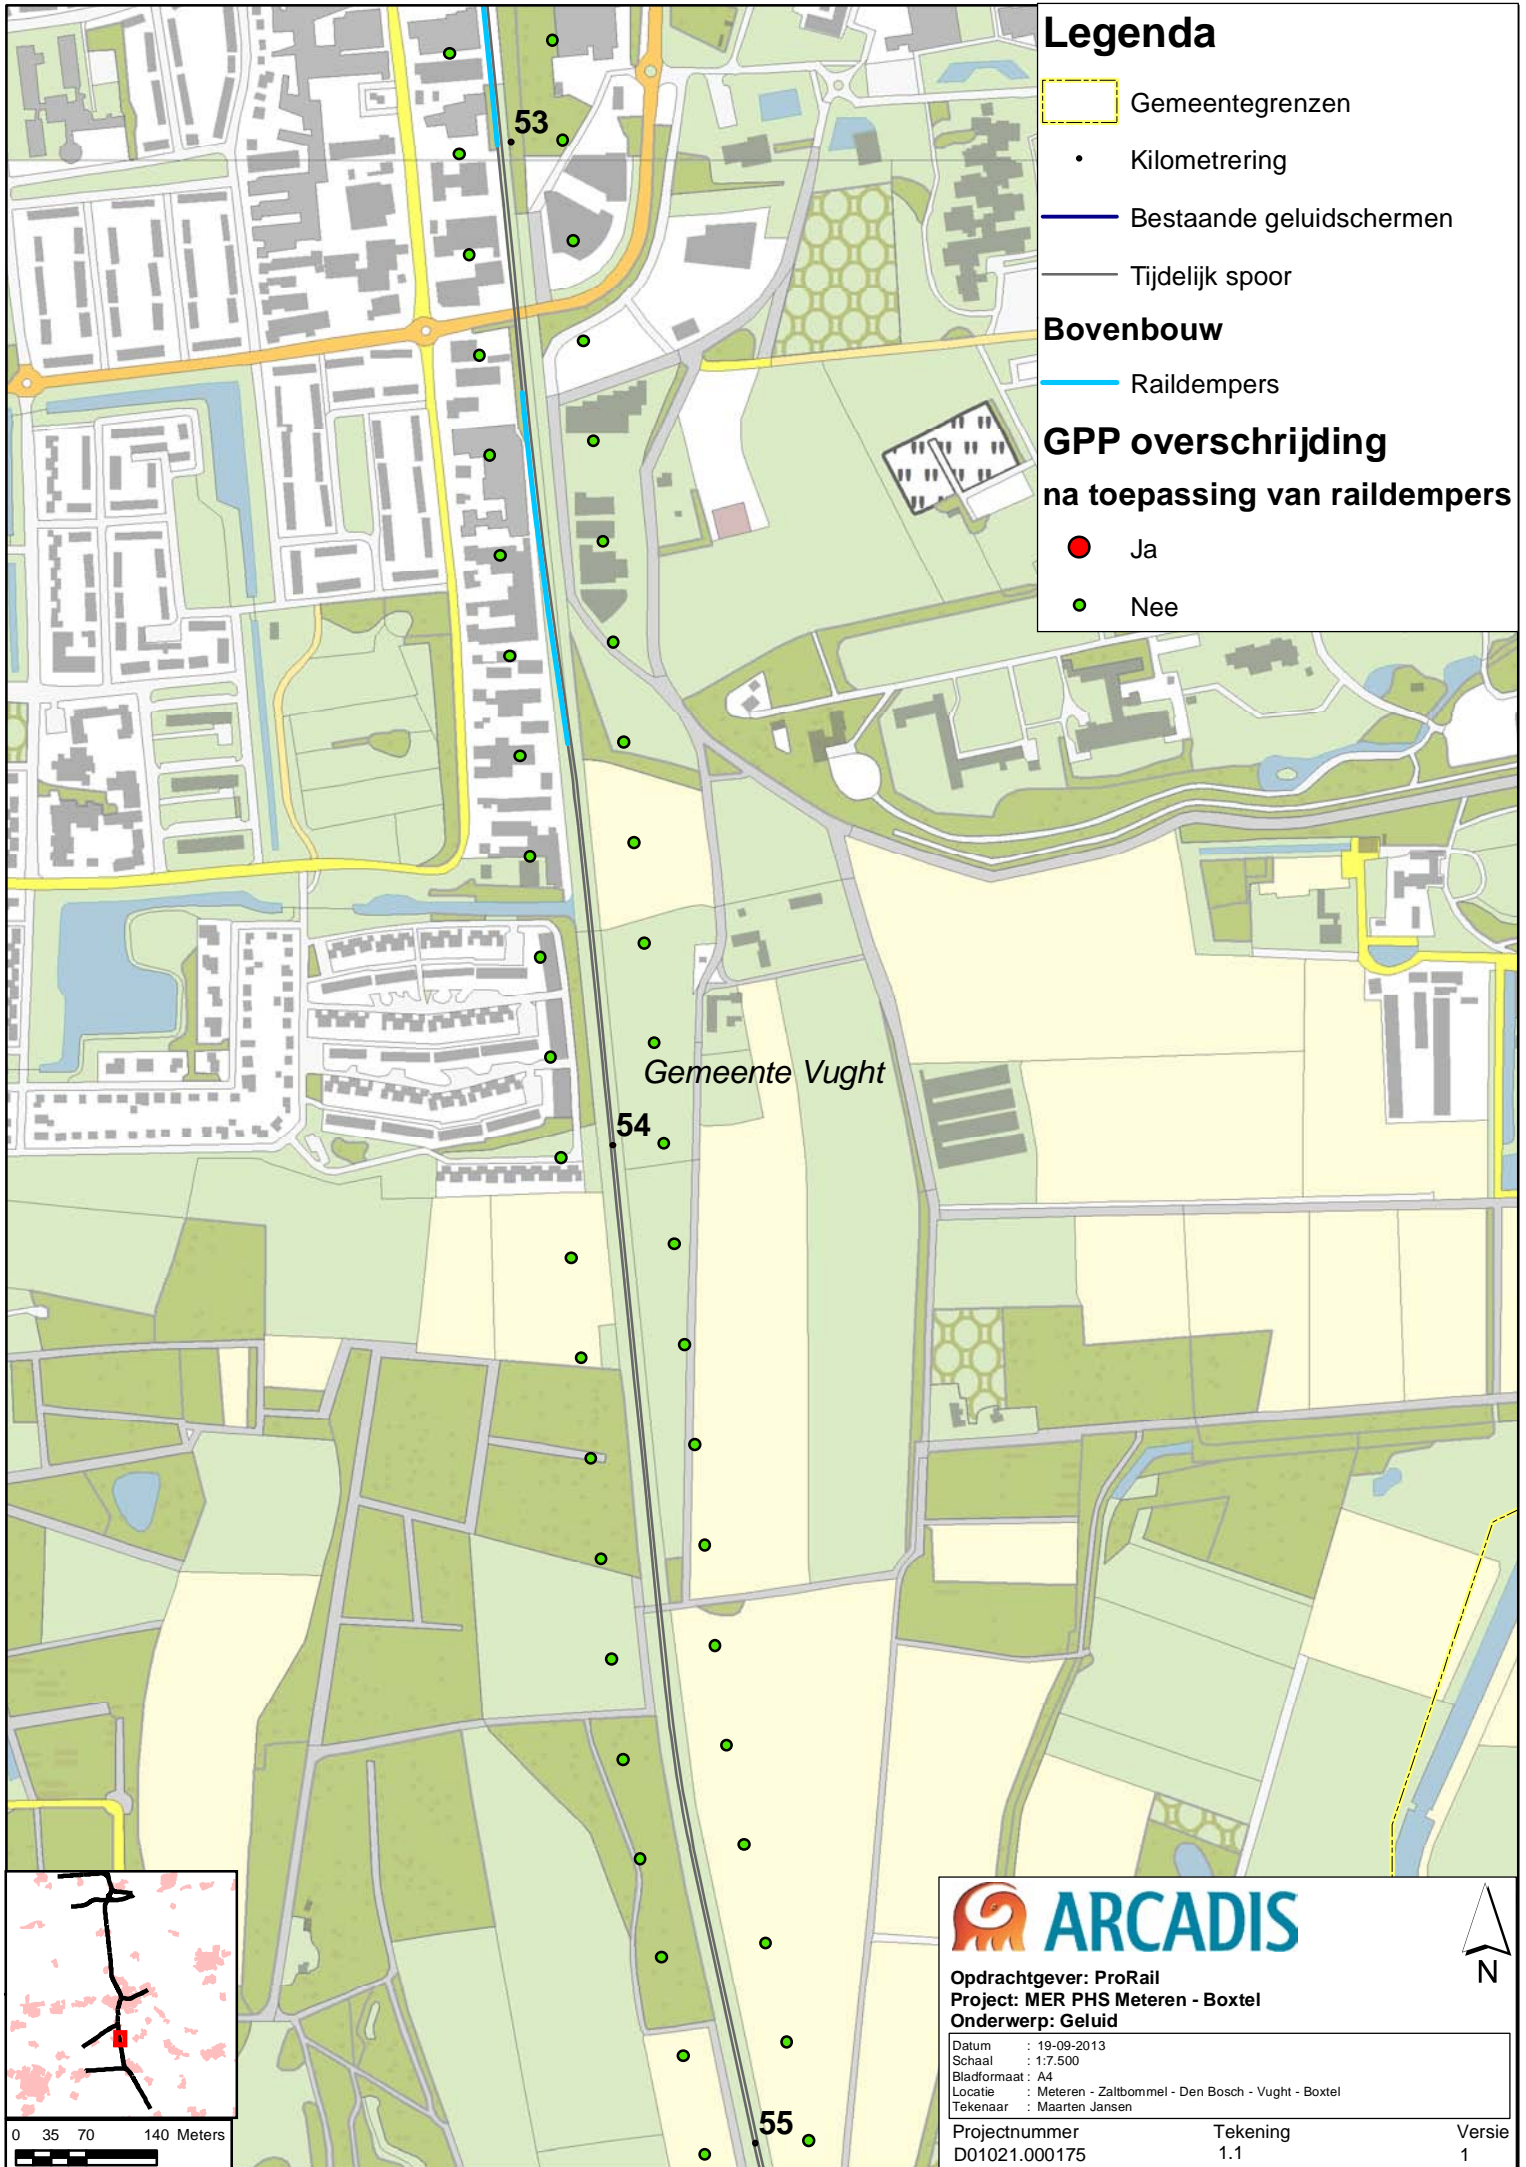 Legenda
Gemeentegrenzen
Kilometrering
Bestaande geluidschermen
Tijdelijk spoor
Bovenbouw
Raildempers
GPP overschrijding
na toepassing van raildempers
Ja
Nee
53
Gemeente Vught
54
55
0 35 70 140 Meters
ARCADIS
N
Opdrachtgever: ProRail
Project: MER PHS Meteren - Boxtel
Onderwerp: Geluid
Datum : 19-09-2013
Schaal : 1:7.500
Bladformaat : A4
Locatie : Meteren - Zaltbommel - Den Bosch - Vught - Boxtel
Tekenaar : Maarten Jansen
Projectnummer Tekening Versie
D01021.000175 1.1 1